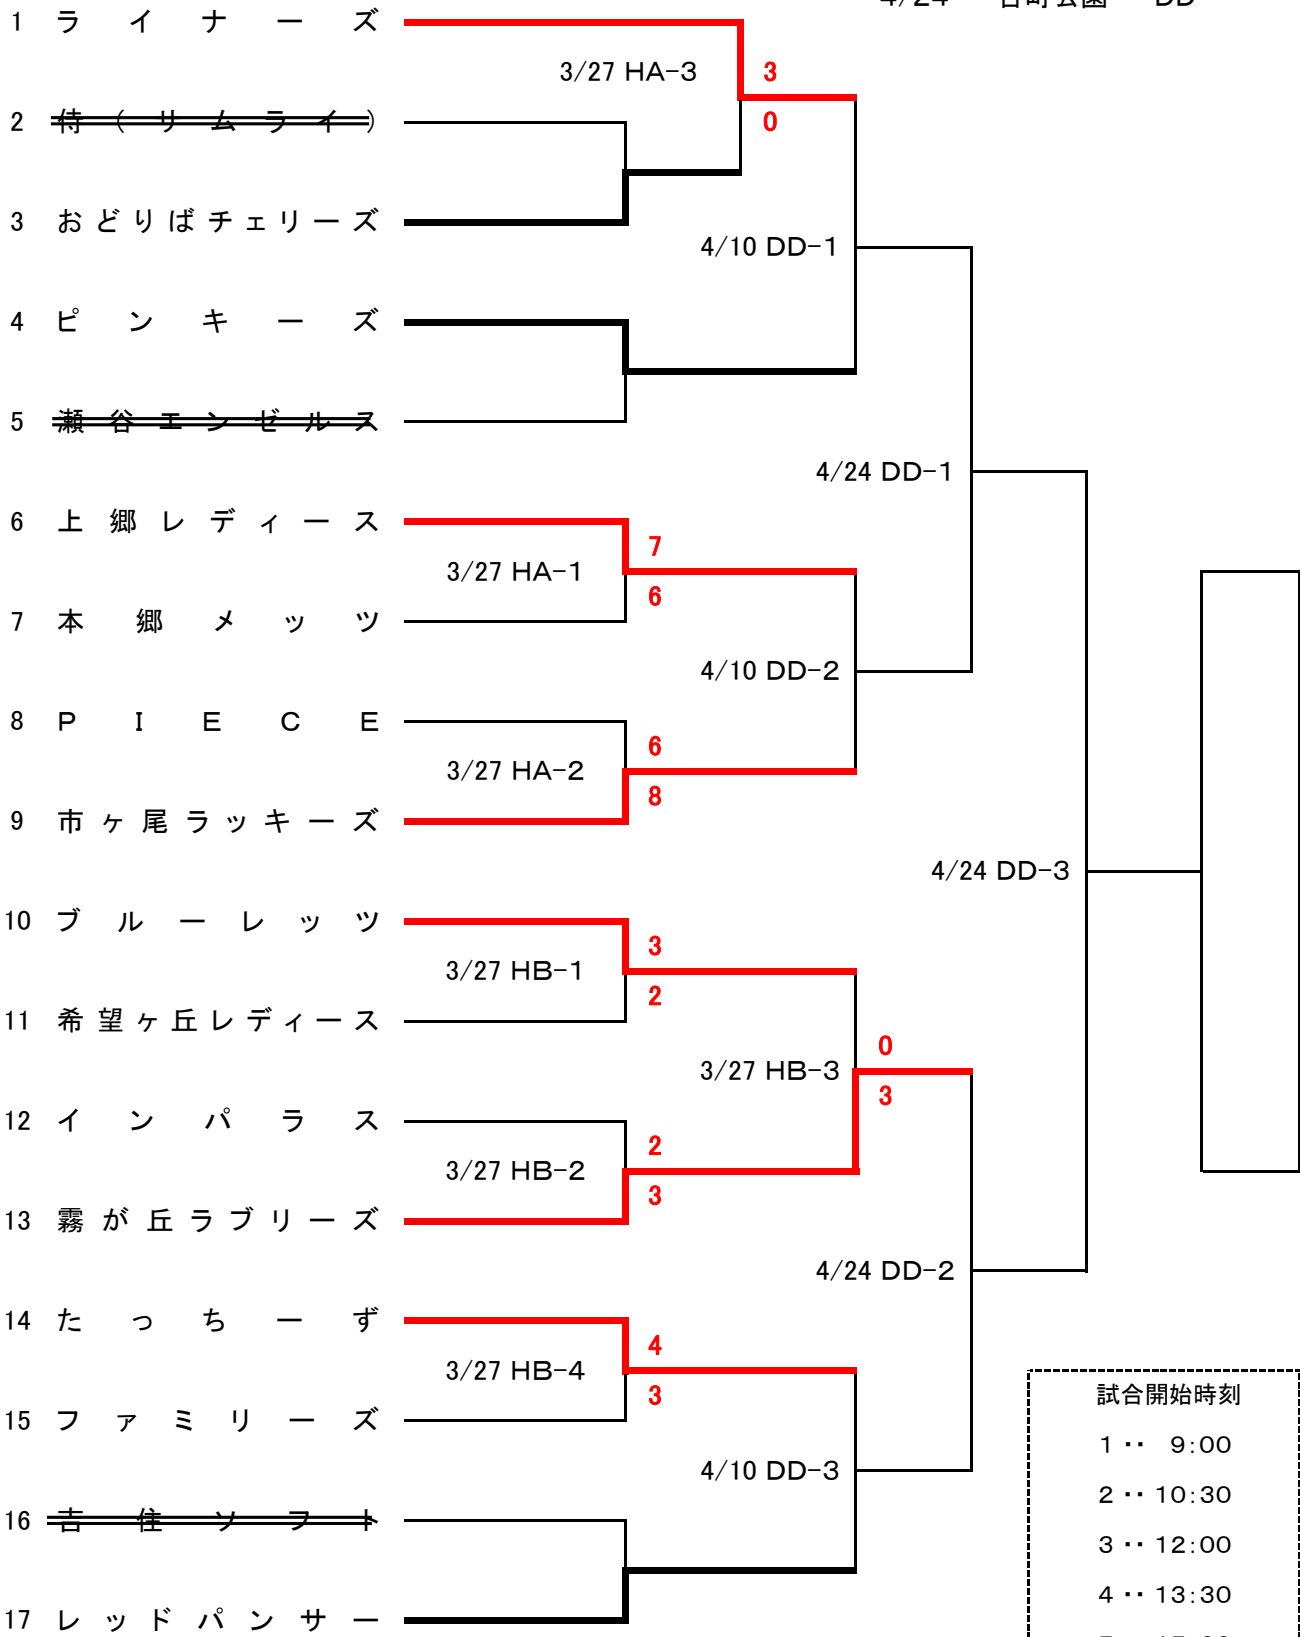 4/24 台町公園 DD
1 ライナーズ
3/27 HA-3
3
2 侍(サムライ)
0
3 おどりばチェリーズ
4/10 DD-1
4 ピンキーズ
5 瀬谷エンゼルス
4/24 DD-1
6 上郷レディース
7
3/27 HA-1
6
7 本郷メッツ
4/10 DD-2
8 PIECE
6
3/27 HA-2
8
9 市ヶ尾ラッキーズ
4/24 DD-3
10 ブルーレッツ
3
3/27 HB-1
2
11 希望ヶ丘レディース
0
3/27 HB-3
3
12 インパラス
2
3/27 HB-2
3
13 霧が丘ラブリーズ
4/24 DD-2
14 たっちーず
4
3/27 HB-4
3
試合開始時刻
15 ファミリーズ
1 ‥ 9:00
4/10 DD-3
2 ‥ 10:30
16 吉住ソフト
3 ‥ 12:00
4 ‥ 13:30
17 レッドパンサー